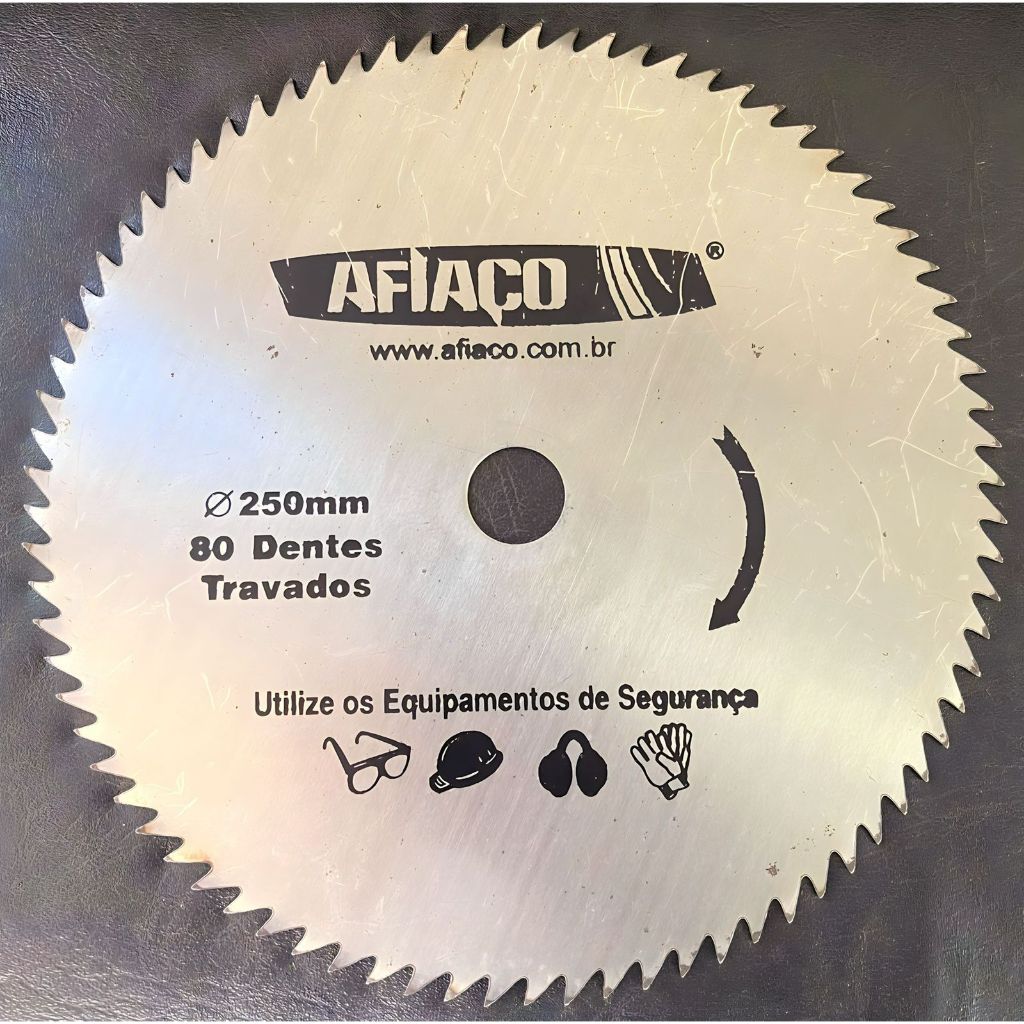 AFIAÇO ®
www.afiaco.com.br
Ø 250mm
80 Dentes
Travados
Utilize os Equipamentos de Segurança